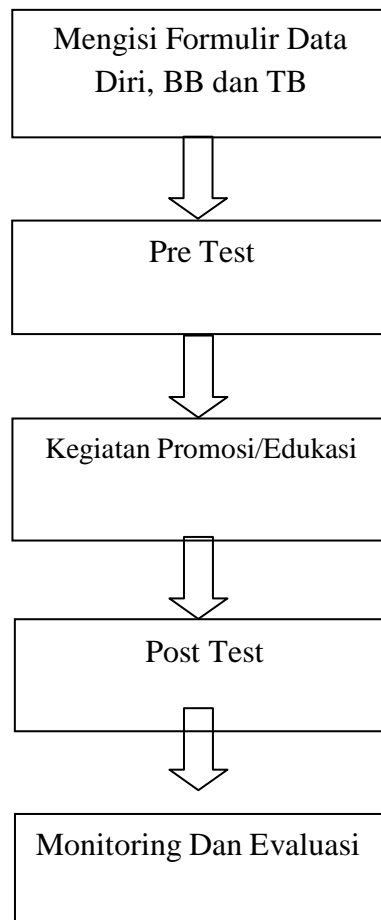 Mengisi Formulir Data
Diri, BB dan TB
Pre Test
Kegiatan Promosi/Edukasi
Post Test
Monitoring Dan Evaluasi